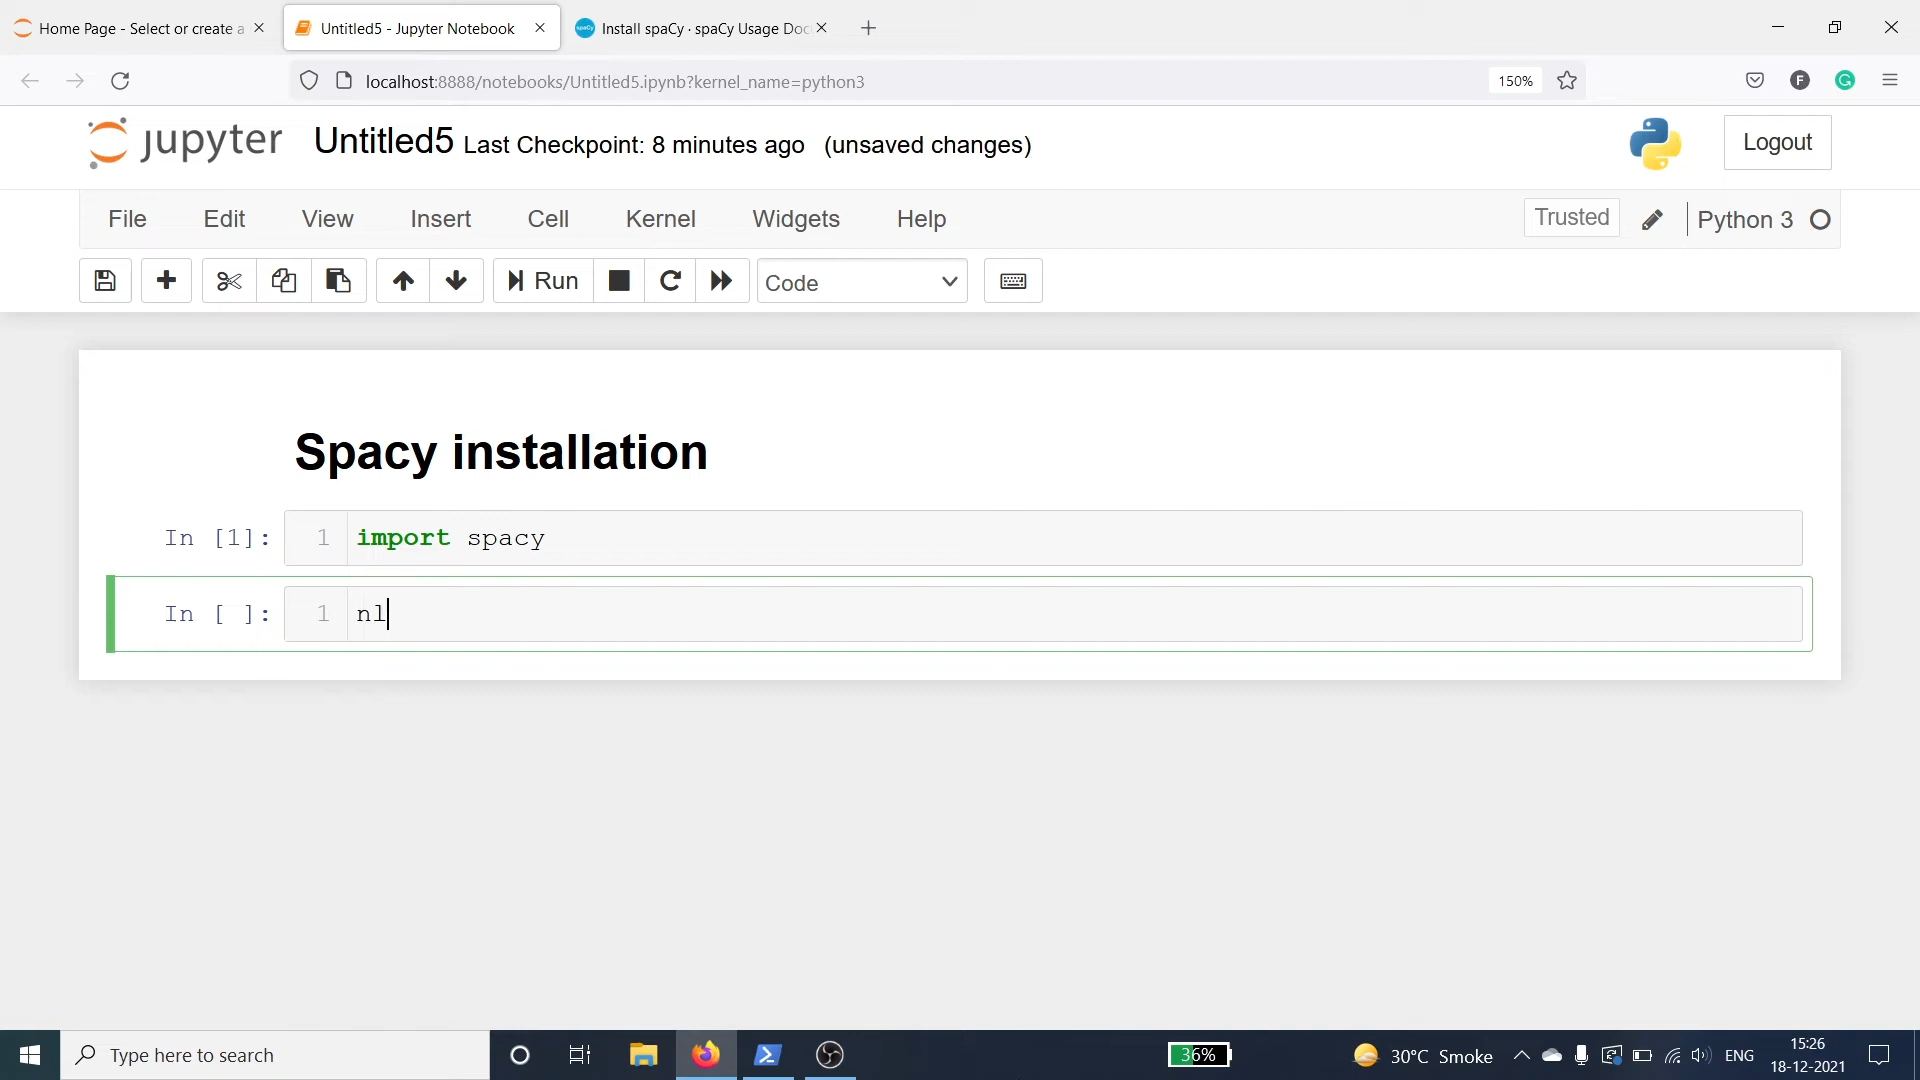 Home Page - Select or create a
Untitled5 - Jupyter Notebook
spaCy
Install spaCy · spaCy Usage Doc
localhost:8888/notebooks/Untitled5.ipynb?kernel_name=python3
150%
F
G
jupyter
Untitled5 Last Checkpoint: 8 minutes ago (unsaved changes)
Logout
File Edit View Insert Cell Kernel Widgets Help
Trusted
Python 3
Run
Code
Spacy installation
In [1]: 1 import spacy
In [ ]: 1 nl
Type here to search
36%
30°C Smoke
ENG
15:26
18-12-2021